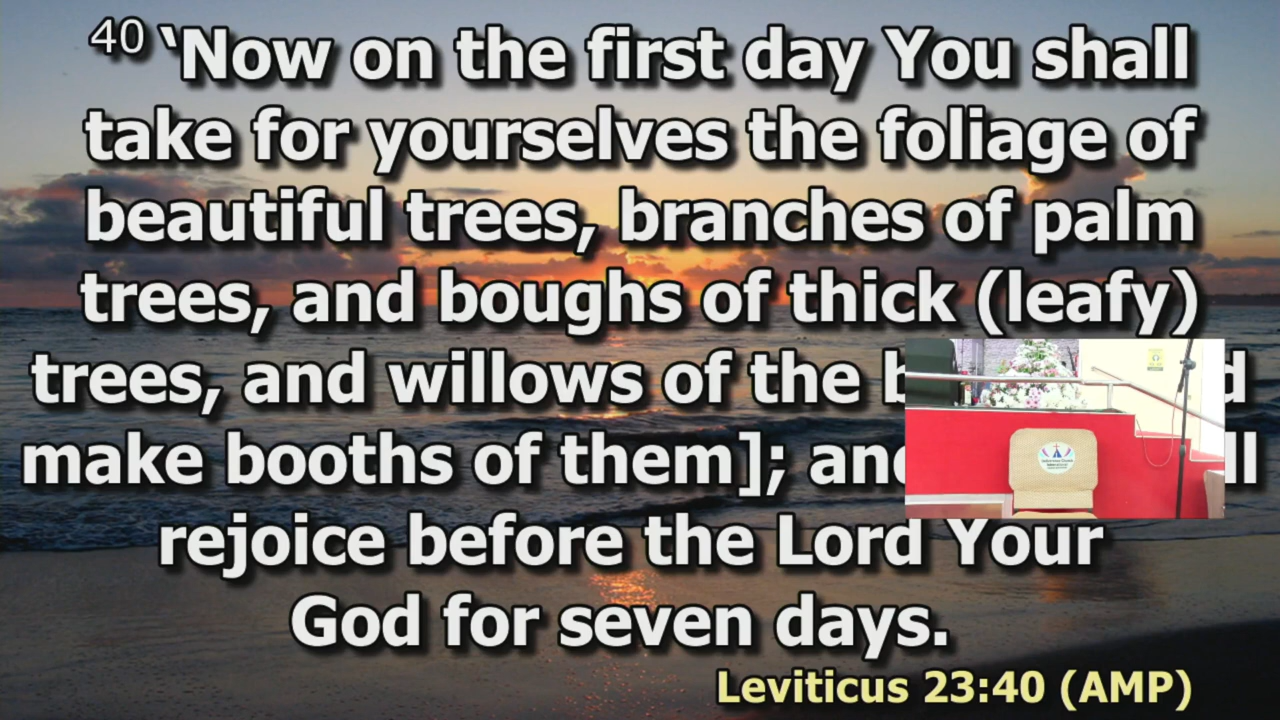 40 ‘Now on the first day You shall
take for yourselves the foliage of
beautiful trees, branches of palm
trees, and boughs of thick (leafy)
trees, and willows of the
make booths of them];
rejoice before the Lord Your
God for seven days.
Leviticus 23:40 (AMP)